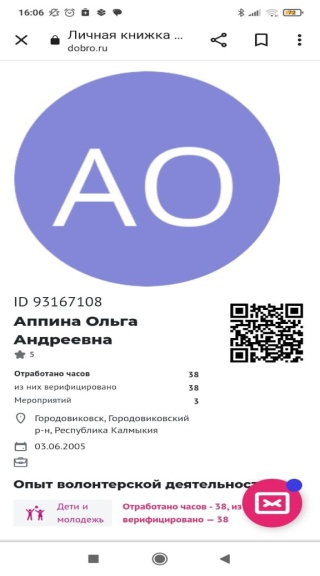 16:06
72
Личная книжка ...
dobro.ru
AO
ID 93167108
Аппина Ольга
Андреевна
5
Отработано часов 38
из них верифицировано 38
Мероприятий 3
Городовиковск, Городовиковский
р-н, Республика Калмыкия
03.06.2005
Опыт волонтерской деятельност
Дети и
молодежь
Отработано часов - 38, из
верифицировано — 38